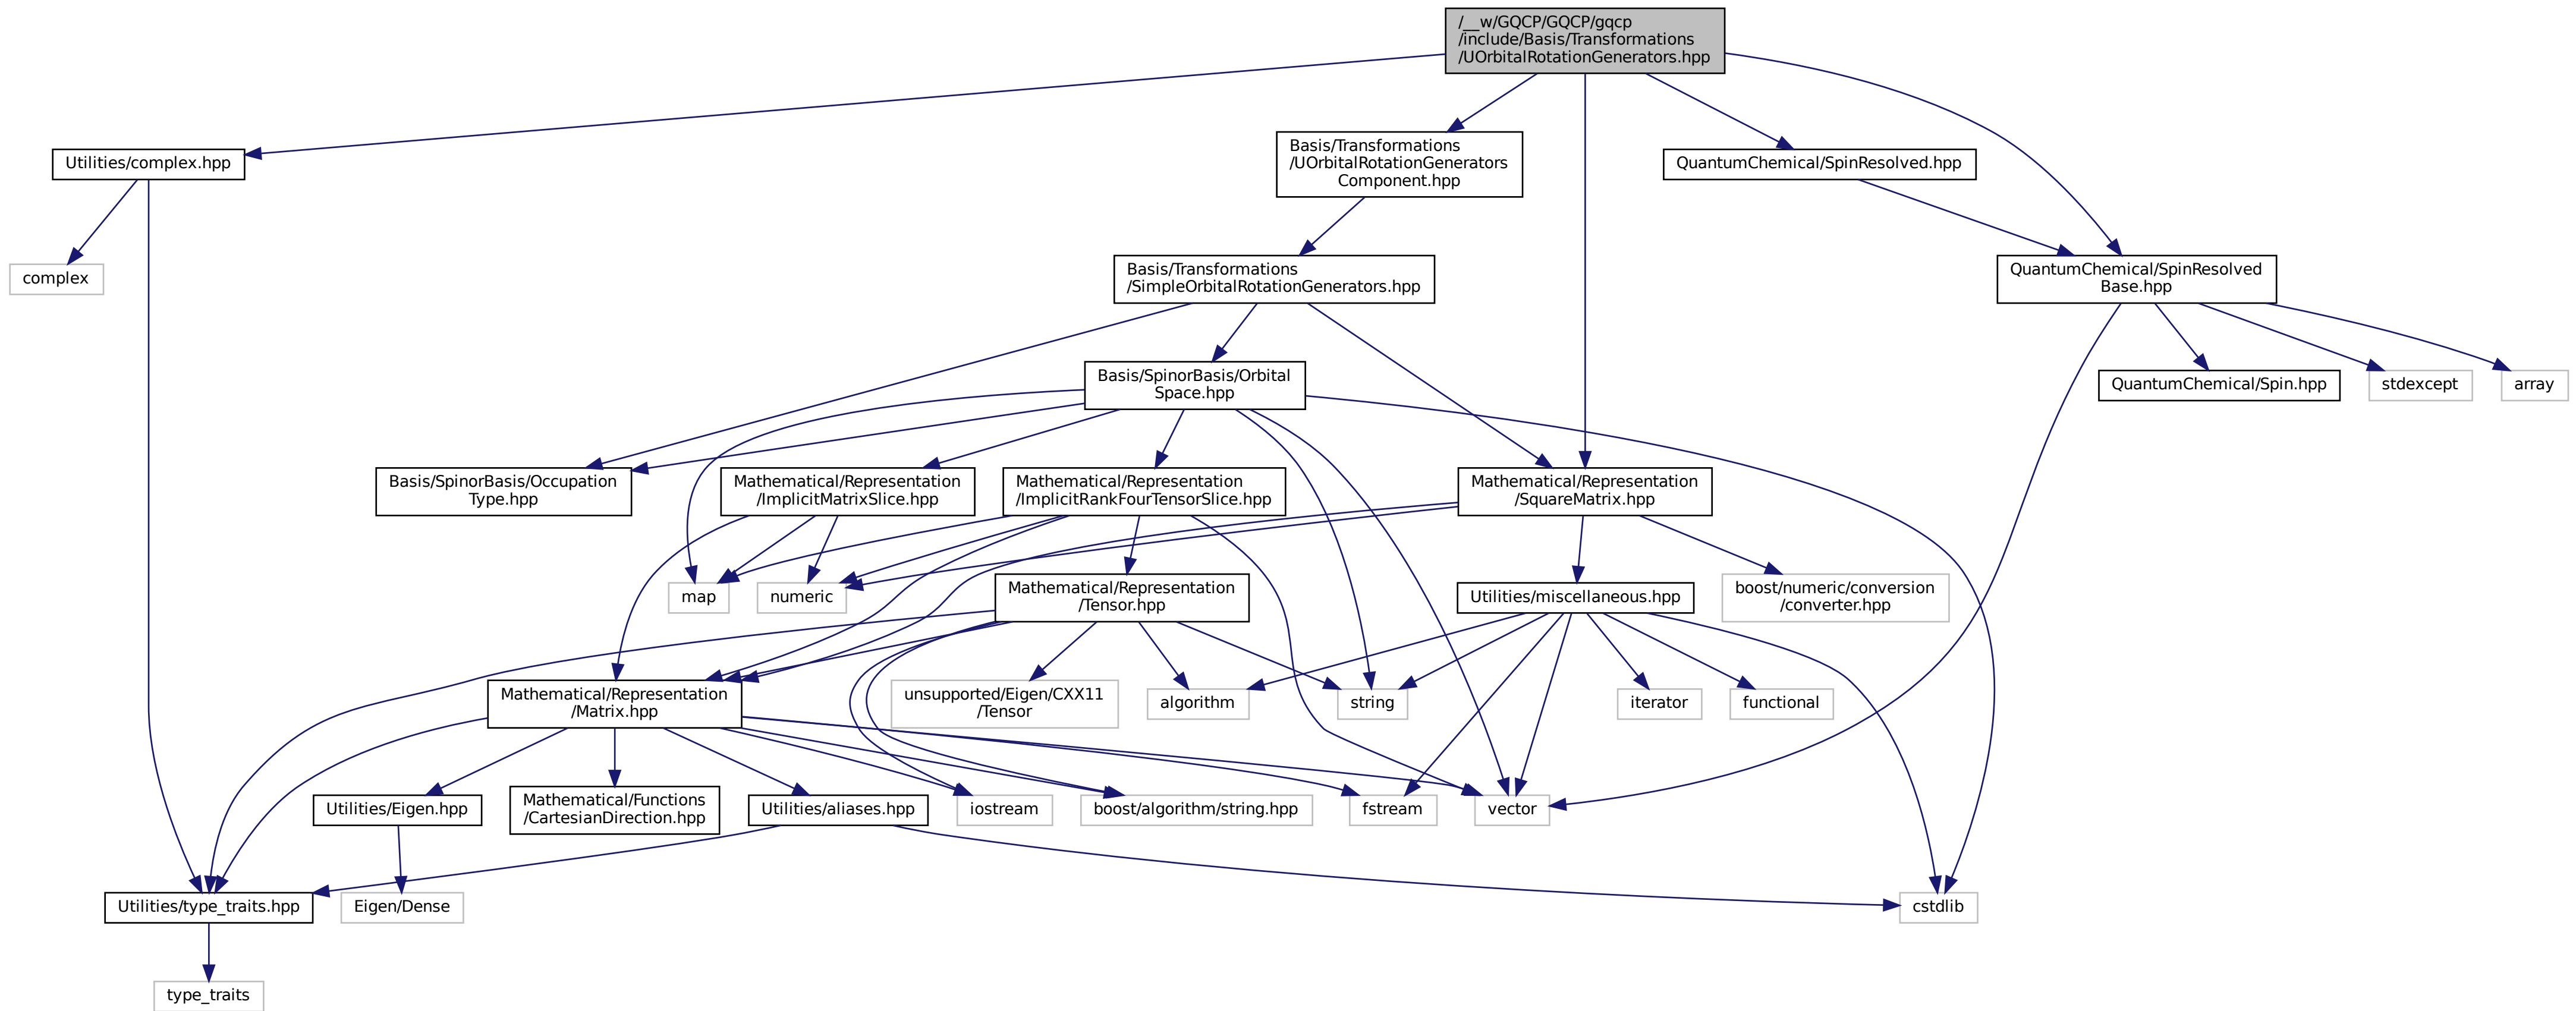 /__w/GQCP/GQCP/gqcp
/include/Basis/Transformations
/UOrbitalRotationGenerators.hpp
Utilities/complex.hpp
Basis/Transformations
/UOrbitalRotationGenerators
Component.hpp
QuantumChemical/SpinResolved.hpp
complex
Basis/Transformations
/SimpleOrbitalRotationGenerators.hpp
QuantumChemical/SpinResolved
Base.hpp
Basis/SpinorBasis/Orbital
Space.hpp
QuantumChemical/Spin.hpp
stdexcept
array
Basis/SpinorBasis/Occupation
Type.hpp
Mathematical/Representation
/ImplicitMatrixSlice.hpp
Mathematical/Representation
/ImplicitRankFourTensorSlice.hpp
Mathematical/Representation
/SquareMatrix.hpp
map
numeric
Mathematical/Representation
/Tensor.hpp
Utilities/miscellaneous.hpp
boost/numeric/conversion
/converter.hpp
Mathematical/Representation
/Matrix.hpp
unsupported/Eigen/CXX11
/Tensor
algorithm
string
iterator
functional
Utilities/Eigen.hpp
Mathematical/Functions
/CartesianDirection.hpp
Utilities/aliases.hpp
iostream
boost/algorithm/string.hpp
fstream
vector
Utilities/type_traits.hpp
Eigen/Dense
cstdlib
type_traits